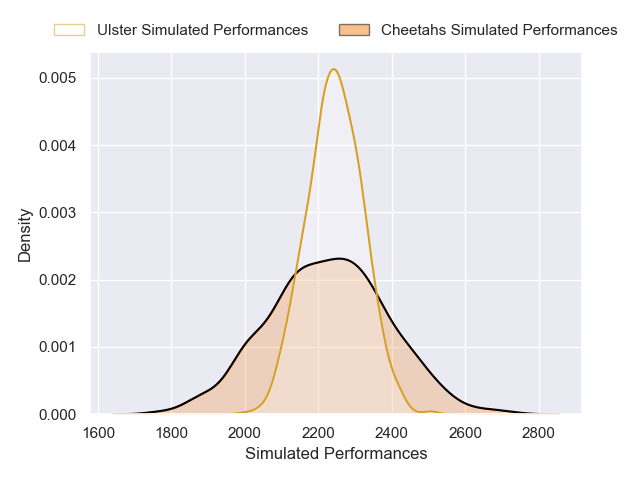 Ulster Simulated Performances
Cheetahs Simulated Performances
0.005
0.004
0.003
0.002
0.001
0.000
Density
1600 1800 2000 2200 2400 2600 2800
Simulated Performances